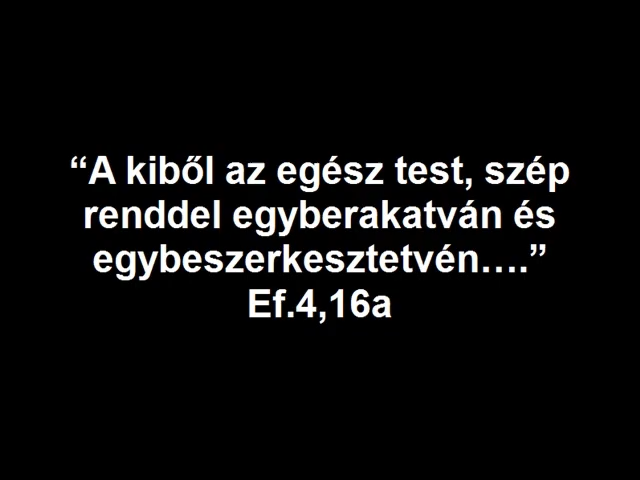 “A kiből az egész test, szép
renddel egyberakatván és
egybeszerkesztetvén….”
Ef.4,16a